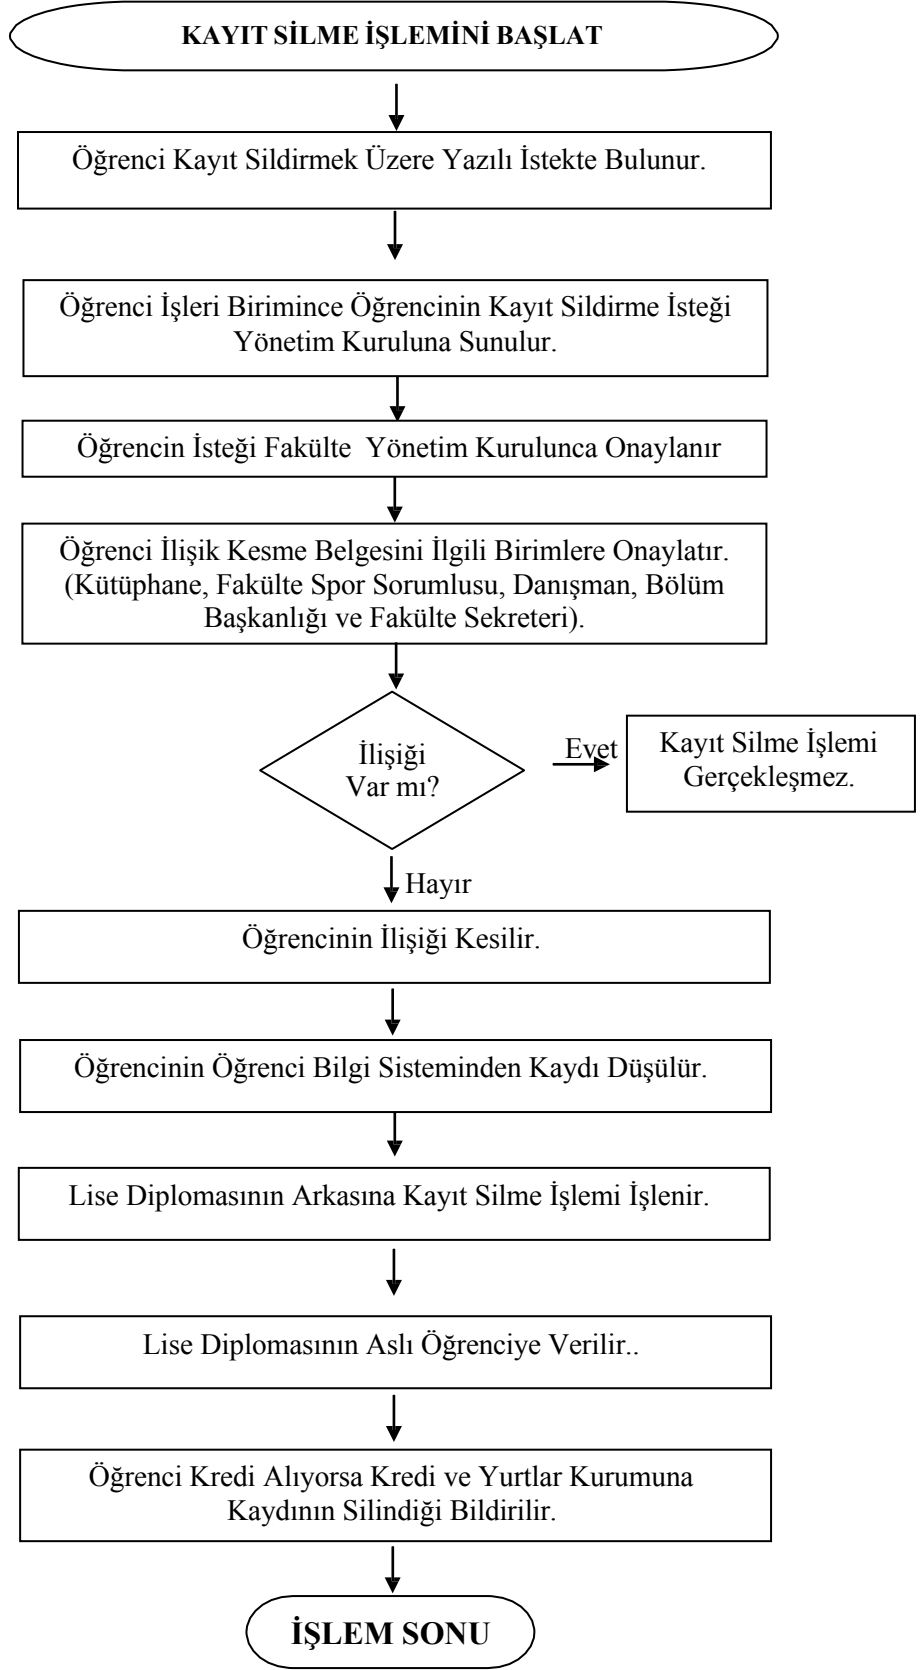 KAYIT SİLME İŞLEMİNİ BAŞLAT
Öğrenci Kayıt Sildirmek Üzere Yazılı İstekte Bulunur.
Öğrenci İşleri Birimince Öğrencinin Kayıt Sildirme İsteği
Yönetim Kuruluna Sunulur.
Öğrencin İsteği Fakülte  Yönetim Kurulunca Onaylanır
Öğrenci İlişik Kesme Belgesini İlgili Birimlere Onaylatır.
(Kütüphane, Fakülte Spor Sorumlusu, Danışman, Bölüm
Başkanlığı ve Fakülte Sekreteri).
İlişiği
Var mı?
Evet
Kayıt Silme İşlemi
Gerçekleşmez.
Hayır
Öğrencinin İlişiği Kesilir.
Öğrencinin Öğrenci Bilgi Sisteminden Kaydı Düşülür.
Lise Diplomasının Arkasına Kayıt Silme İşlemi İşlenir.
Lise Diplomasının Aslı Öğrenciye Verilir..
Öğrenci Kredi Alıyorsa Kredi ve Yurtlar Kurumuna
Kaydının Silindiği Bildirilir.
İŞLEM SONU